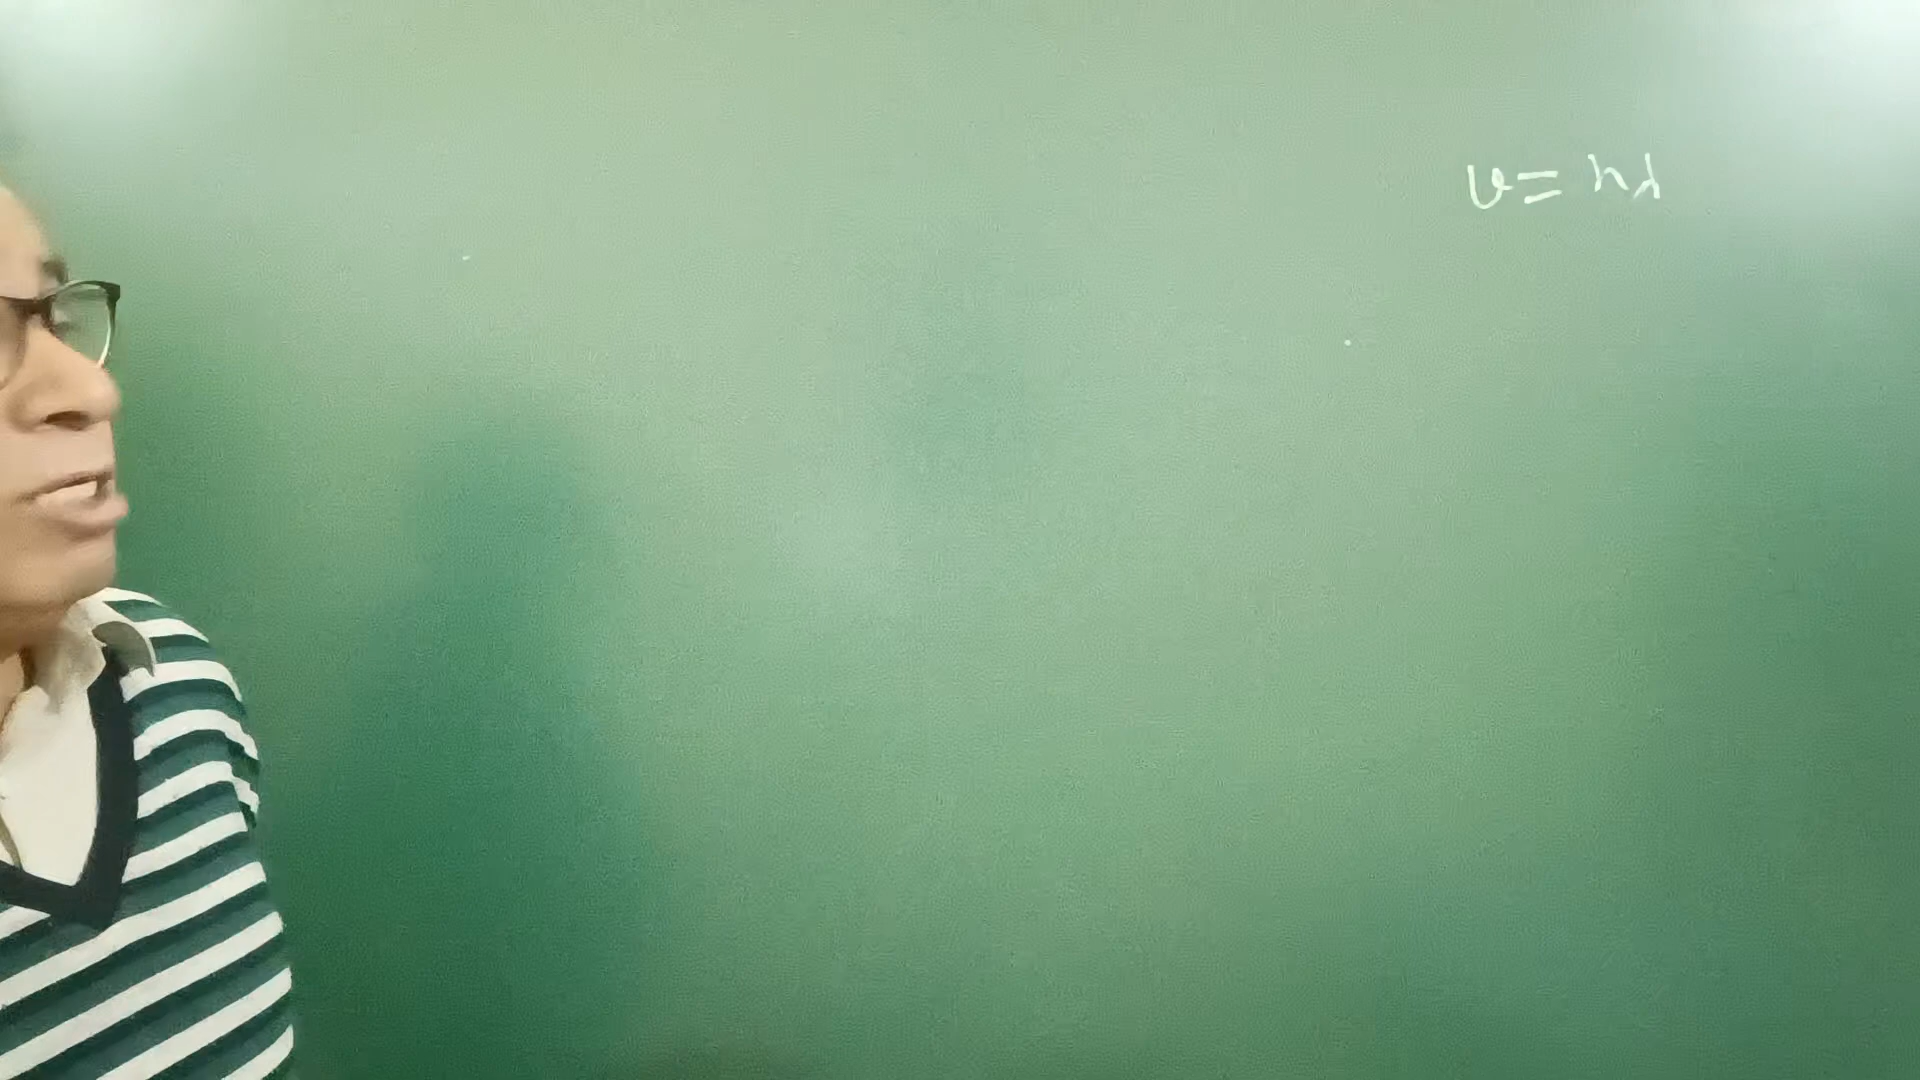 v = nλ